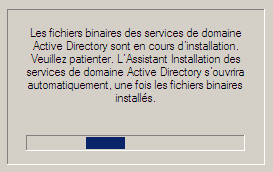 Les fichiers binaires des services de domaine
Active Directory sont en cours d'installation.
Veuillez patienter. L'Assistant Installation des
services de domaine Active Directory s'ouvrira
automatiquement, une fois les fichiers binaires
installés.